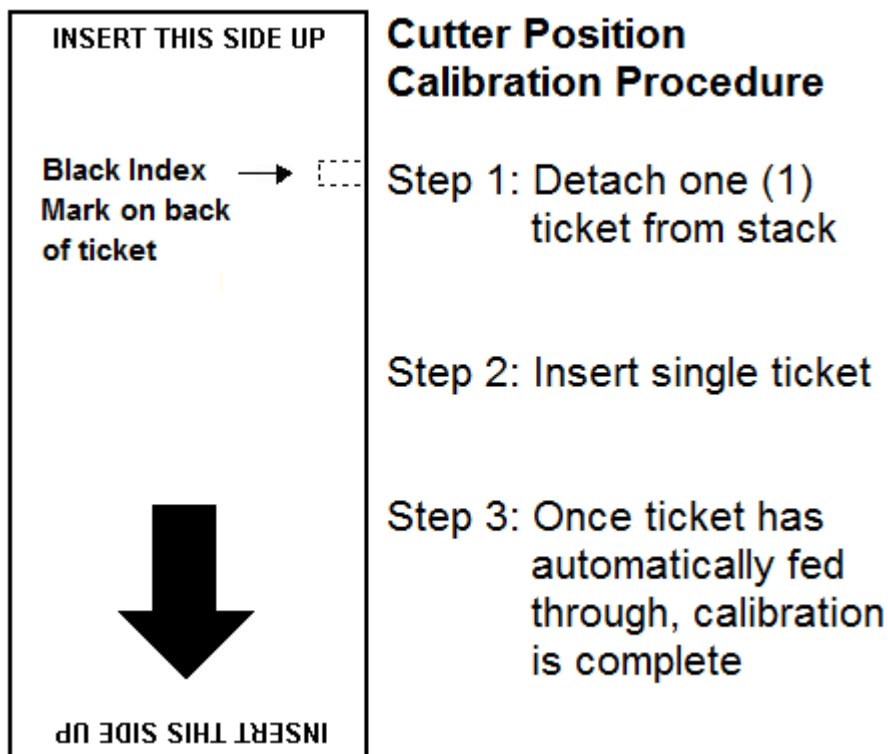 INSERT THIS SIDE UP
Black Index
Mark on back
of ticket
INSERT THIS SIDE UP
Cutter Position
Calibration Procedure
Step 1: Detach one (1)
ticket from stack
Step 2: Insert single ticket
Step 3: Once ticket has
automatically fed
through, calibration
is complete